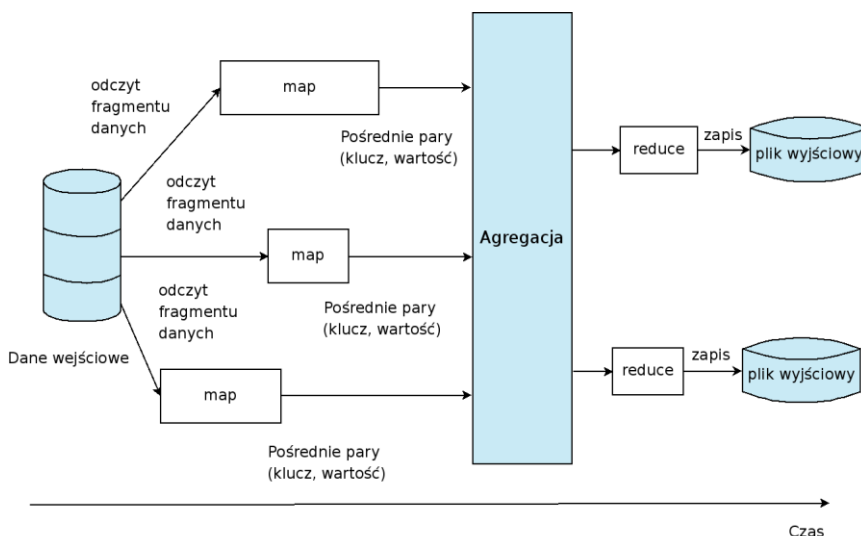 odczyt
fragmentu
danych
map
Pośrednie pary
(klucz, wartość)
odczyt
fragmentu
danych
map
Pośrednie pary
(klucz, wartość)
odczyt
fragmentu
danych
Dane wejściowe
map
Pośrednie pary
(klucz, wartość)
Agregacja
reduce
zapis
plik wyjściowy
reduce
zapis
plik wyjściowy
Czas